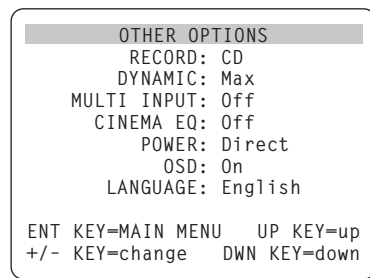 OTHER OPTIONS
RECORD: CD
DYNAMIC: Max
MULTI INPUT: Off
CINEMA EQ: Off
POWER: Direct
OSD: On
LANGUAGE: English
ENT KEY=MAIN MENU UP KEY=up
+/- KEY=change DWN KEY=down